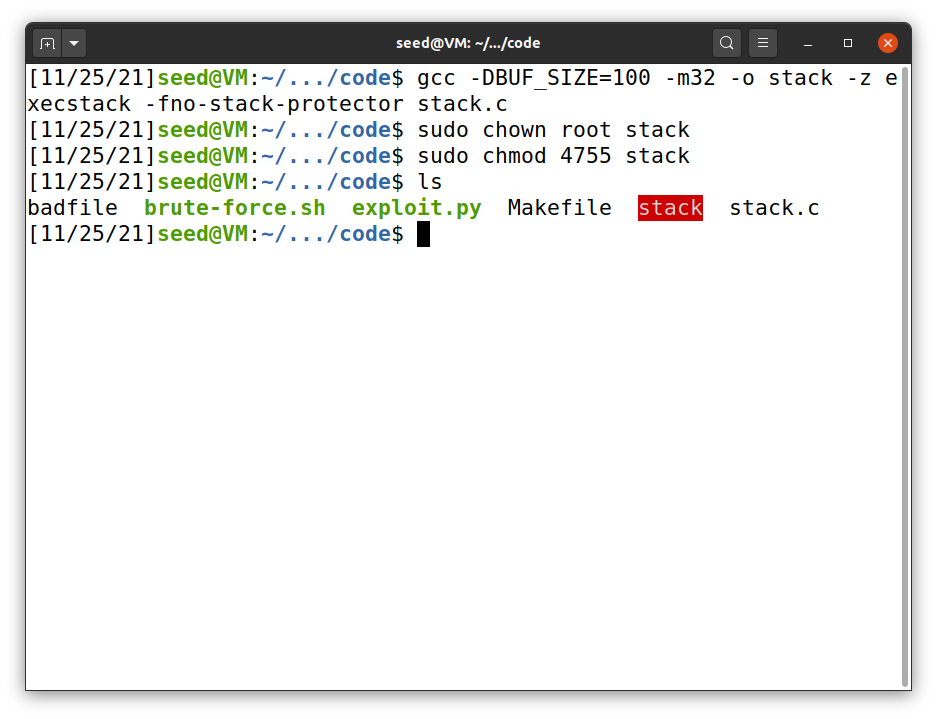 seed@VM: ~/.../code
[11/25/21]seed@VM:~/.../code$ gcc -DBUF_SIZE=100 -m32 -o stack -z e
xecstack -fno-stack-protector stack.c
[11/25/21]seed@VM:~/.../code$ sudo chown root stack
[11/25/21]seed@VM:~/.../code$ sudo chmod 4755 stack
[11/25/21]seed@VM:~/.../code$ ls
badfile  brute-force.sh  exploit.py  Makefile  stack  stack.c
[11/25/21]seed@VM:~/.../code$